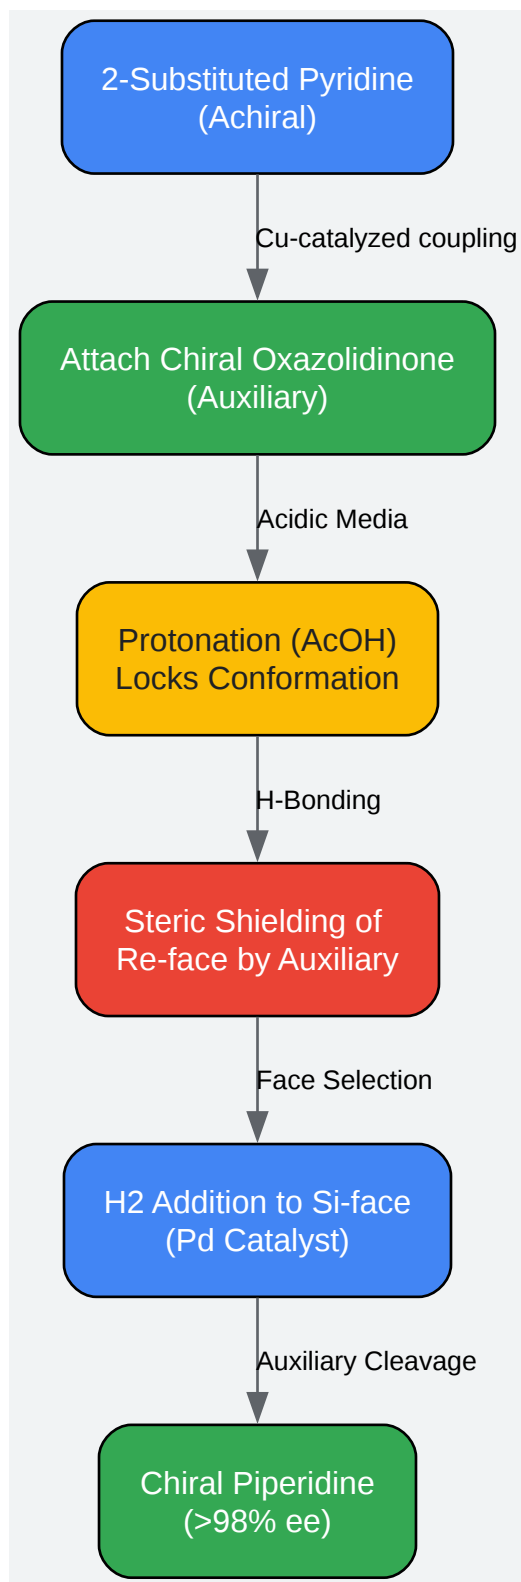 2-Substituted Pyridine
(Achiral)
Cu-catalyzed coupling
Attach Chiral Oxazolidinone
(Auxiliary)
Acidic Media
Protonation (AcOH)
Locks Conformation
H-Bonding
Steric Shielding of
Re-face by Auxiliary
Face Selection
H2 Addition to Si-face
(Pd Catalyst)
Auxiliary Cleavage
Chiral Piperidine
(>98% ee)